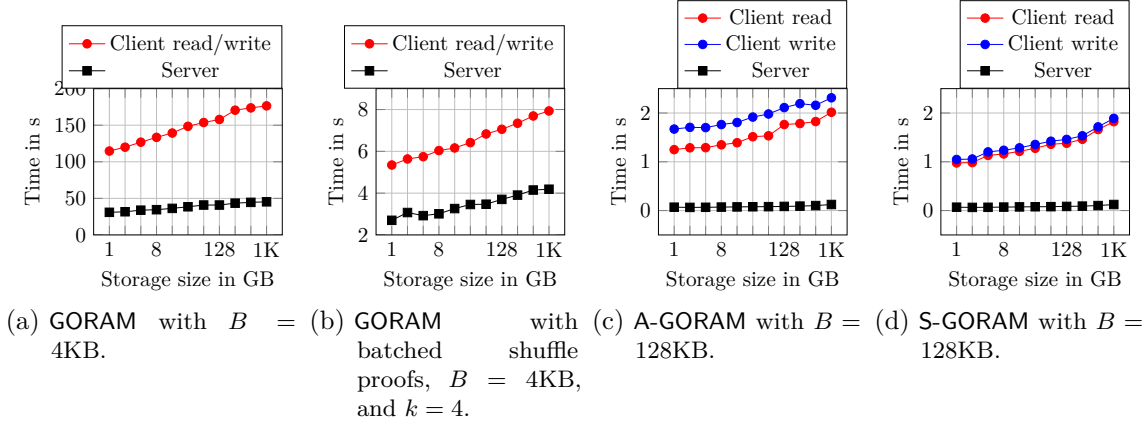 Client read/write
Server
200
150
100
50
0
Time in s
1
8
128
1K
Storage size in GB
(a) GORAM with B =
4KB.
Client read/write
Server
8
6
4
2
Time in s
1
8
128
1K
Storage size in GB
(b) GORAM with
batched shuffle
proofs, B = 4KB,
and k = 4.
Client read
Client write
Server
2
1
0
Time in s
1
8
128
1K
Storage size in GB
(c) A-GORAM with B =
128KB.
Client read
Client write
Server
2
1
0
Time in s
1
8
128
1K
Storage size in GB
(d) S-GORAM with B =
128KB.